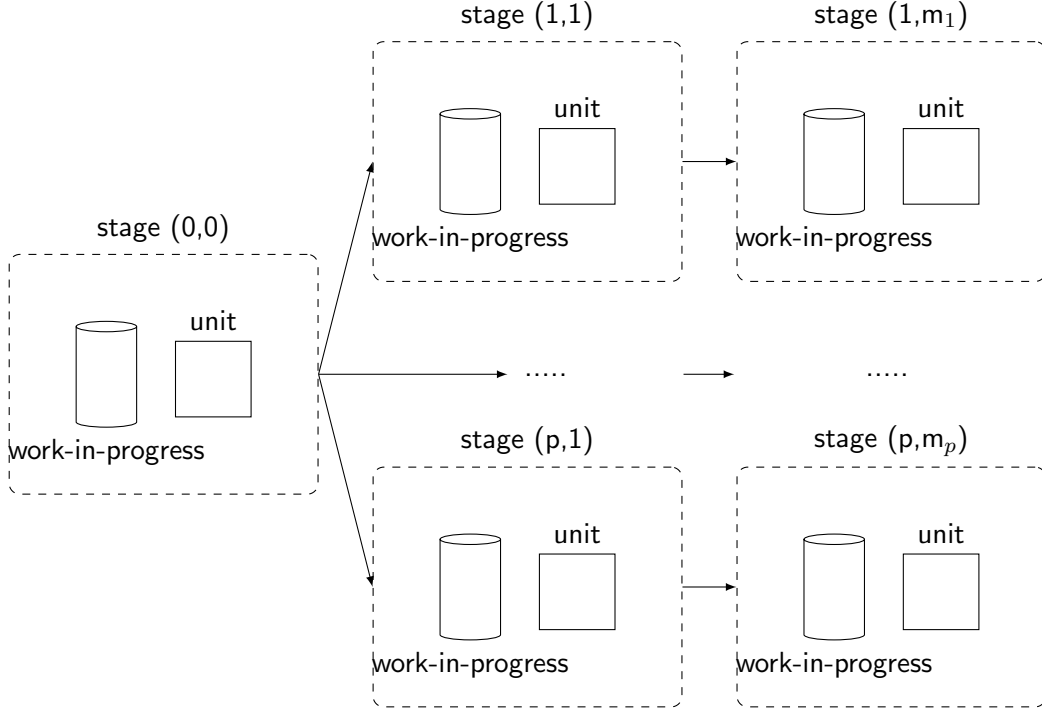 stage (1,1)
stage (1,m₁)
unit
unit
work-in-progress
work-in-progress
stage (0,0)
unit
work-in-progress
.....
.....
stage (p,1)
stage (p,mₚ)
unit
unit
work-in-progress
work-in-progress